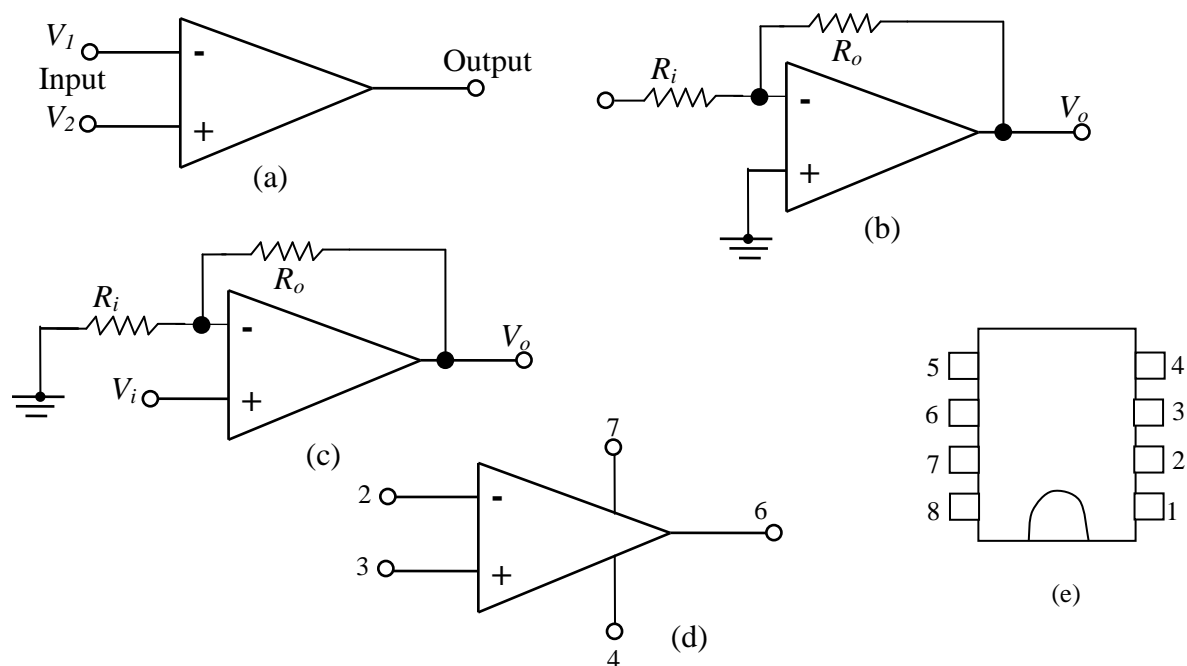 V1
-
Input
Output
V2
+
(a)
Ro
Ri
-
Vo
+
(b)
Ro
Ri
-
Vo
Vi
+
(c)
7
2
-
6
3
+
4
(d)
5
4
6
3
7
2
8
1
(e)